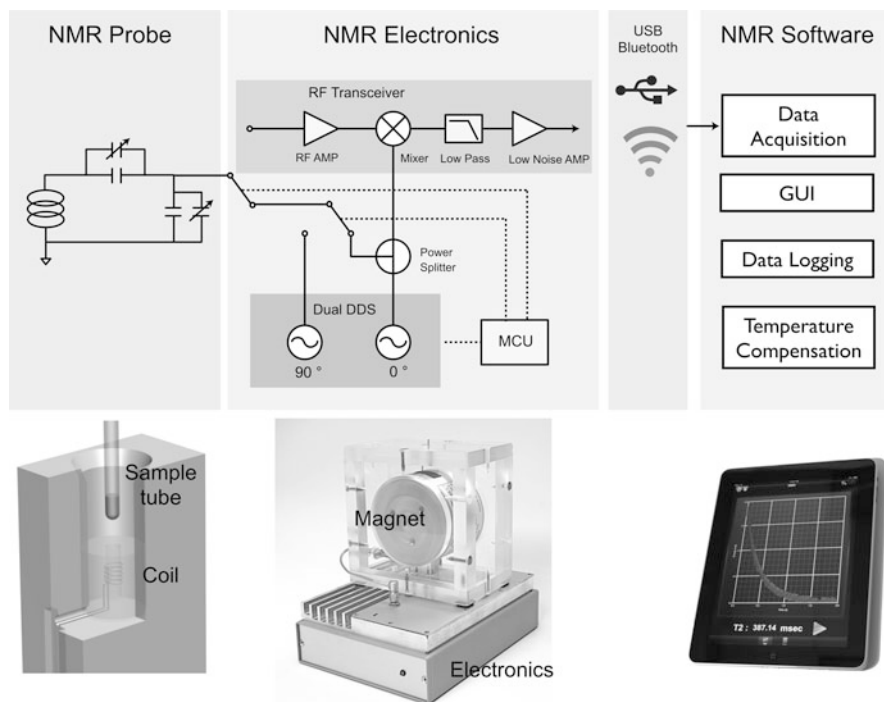 NMR Probe
NMR Electronics
USB
Bluetooth
NMR Software
RF Transceiver
RF AMP
Mixer
Low Pass
Low Noise AMP
Power
Splitter
Dual DDS
90 °
0 °
MCU
Data
Acquisition
GUI
Data Logging
Temperature
Compensation
Sample
tube
Coil
Magnet
Electronics
T2 : 387.14 msec